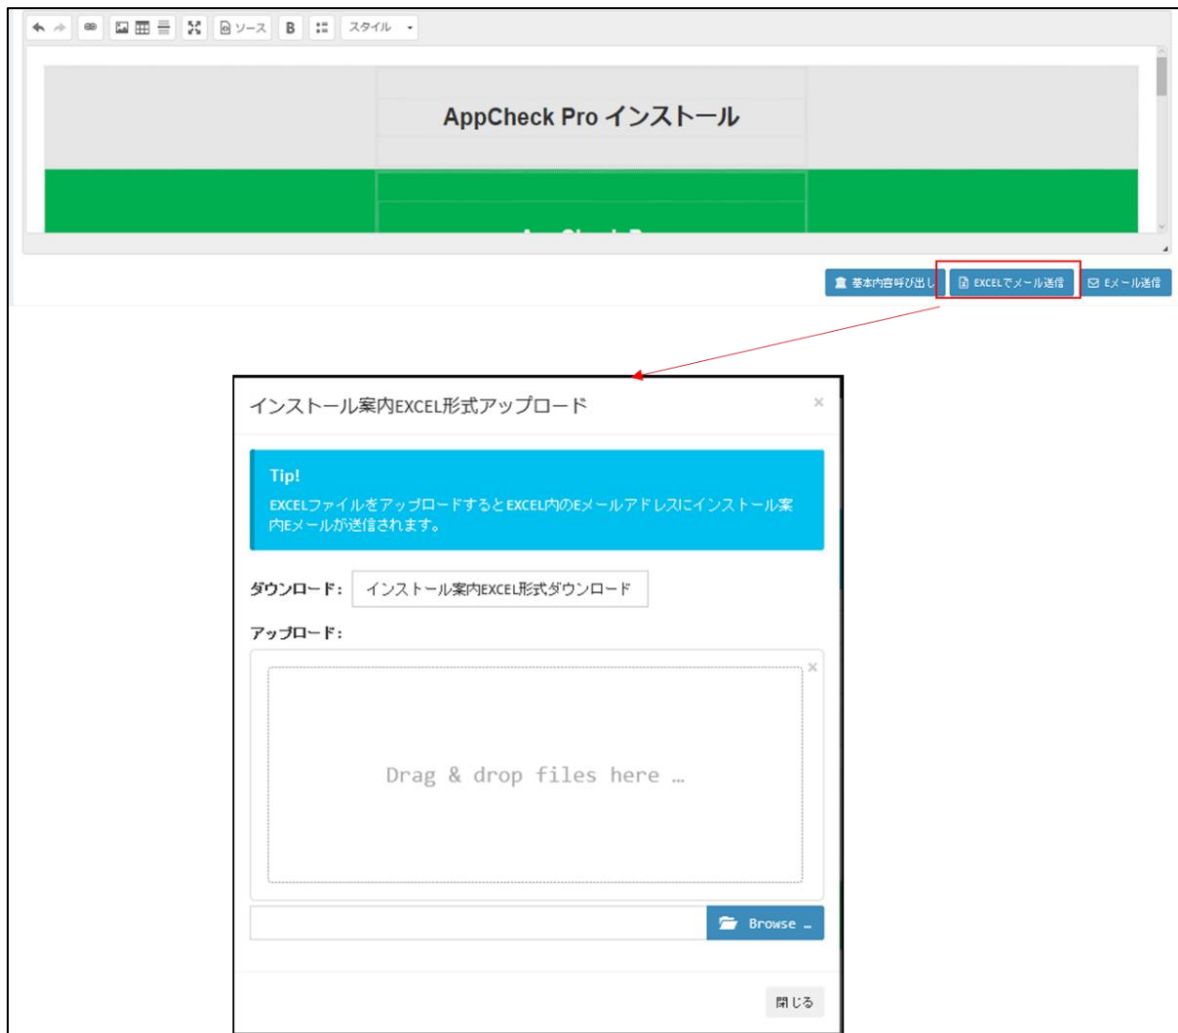 ソース B スタイル
AppCheck Pro インストール
基本内容呼び出し EXCELでメール送信 Eメール送信
インストール案内EXCEL形式アップロード ×
Tip!
EXCELファイルをアップロードするとEXCEL内のEメールアドレスにインストール案
内Eメールが送信されます。
ダウンロード: インストール案内EXCEL形式ダウンロード
アップロード:
×
Drag & drop files here …
Browse …
閉じる